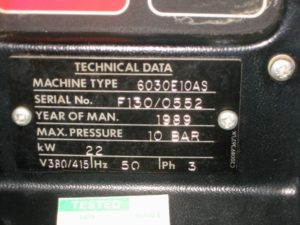 TECHNICAL DATA
MACHINE TYPE 6030E10AS
SERIAL No. F130/0552
YEAR OF MAN. 1989
MAX. PRESSURE 10 BAR
kW 22
V380/415 Hz 50 Ph 3
TESTED